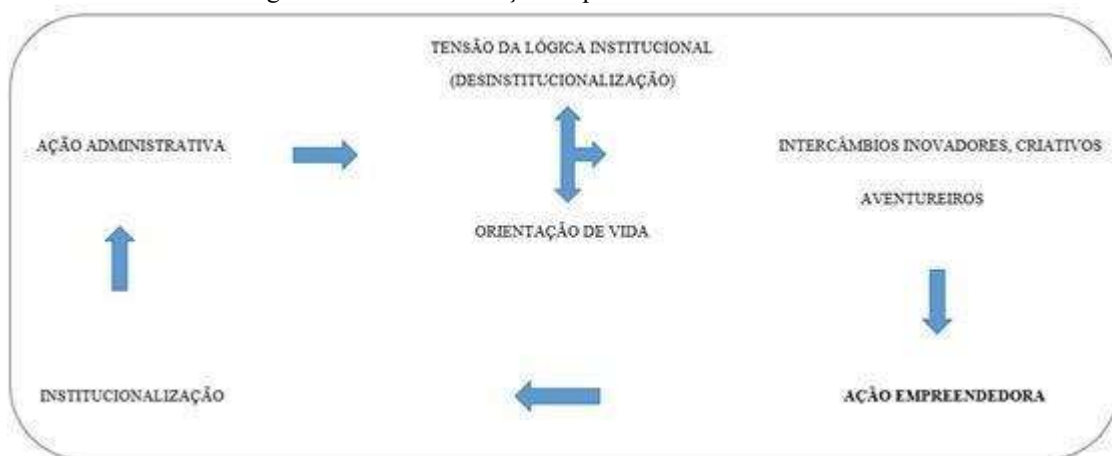 TENSÃO DA LÓGICA INSTITUCIONAL
(DESINSTITUCIONALIZAÇÃO)
AÇÃO ADMINISTRATIVA
INTERCÂMBIOS INOVADORES, CRIATIVOS
AVENTUREIROS
ORIENTAÇÃO DE VIDA
INSTITUCIONALIZAÇÃO
AÇÃO EMPREENDEDORA